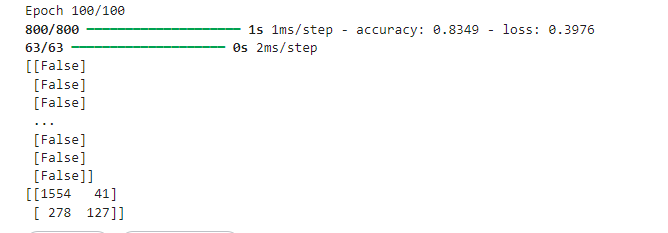 Epoch 100/100
800/800 ━━━━━━━━━━━━━━━━━━━━ 1s 1ms/step - accuracy: 0.8349 - loss: 0.3976
63/63 ━━━━━━━━━━━━━━━━━━━━ 0s 2ms/step
[[False]
 [False]
 [False]
 ...
 [False]
 [False]
 [False]]
[[1554   41]
 [ 278  127]]